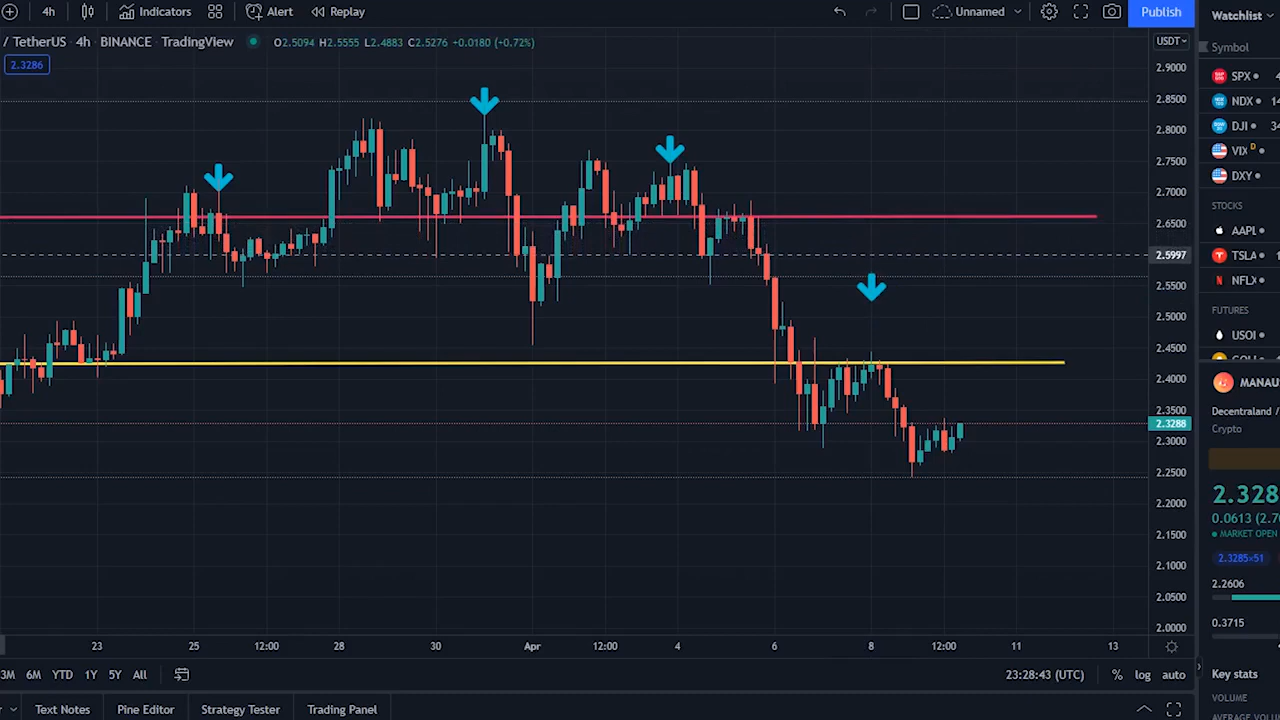 4h Indicators Alert Replay Unnamed Publish
/ TetherUS · 4h · BINANCE · TradingView O2.5094 H2.5555 L2.4883 C2.5276 +0.0180 (+0.72%)
2.3286
USDT
2.9000
2.8500
2.8000
2.7500
2.7000
2.6500
2.5997
2.5500
2.5000
2.4500
2.4000
2.3500
2.3288
2.3000
2.2500
2.2000
2.1500
2.1000
2.0500
2.0000
23 25 12:00 28 30 Apr 12:00 4 6 8 12:00 11 13
3M 6M YTD 1Y 5Y All 23:28:43 (UTC) % log auto
Text Notes Pine Editor Strategy Tester Trading Panel
Watchlist
Symbol
SPX
NDX
DJI
VIX D
DXY
STOCKS
AAPL
TSLA
NFLX
FUTURES
USOI
MANAU
Decentraland /
Crypto
2.328
0.0613 (2.7
MARKET OPEN
2.3285×51
2.2606
0.3715
Key stats
VOLUME